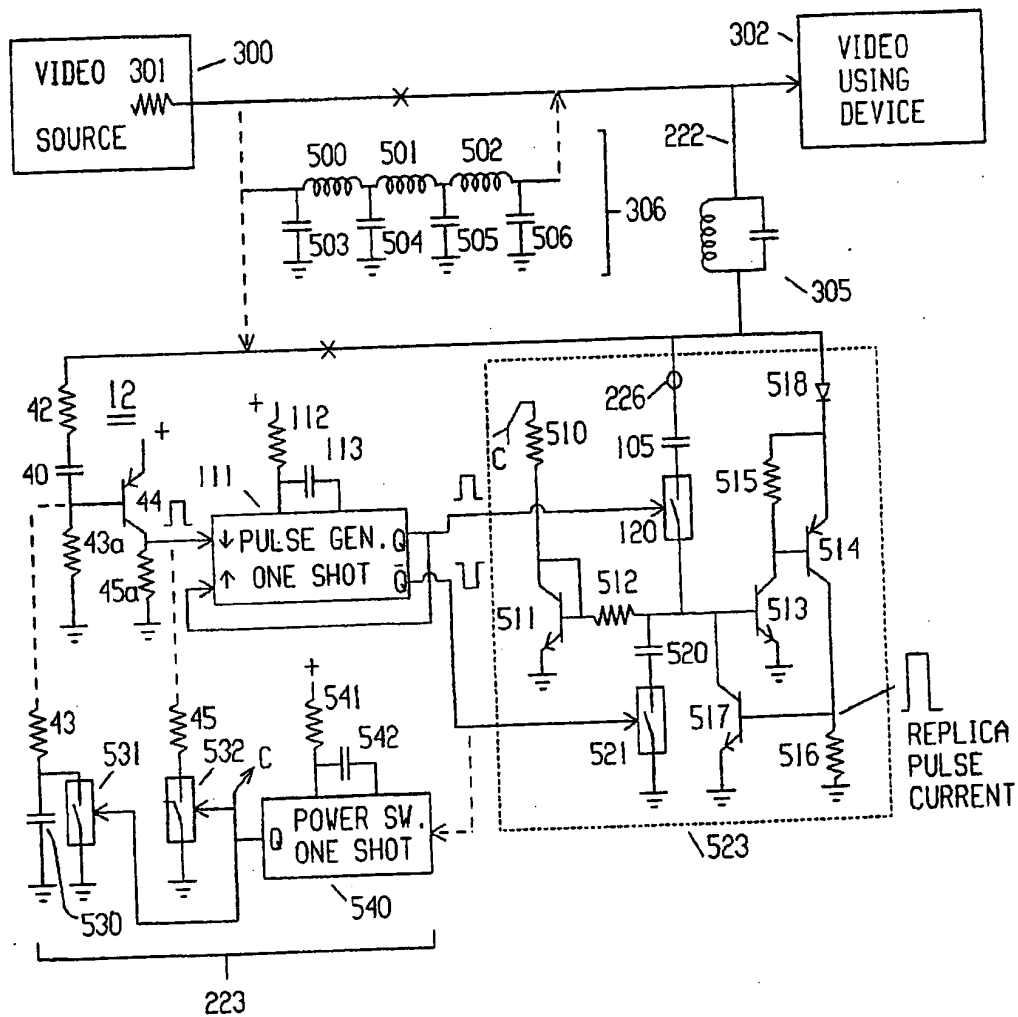 300
302
VIDEO 301
SOURCE
VIDEO
USING
DEVICE
222
500
501
502
306
503
504
505
506
305
42
12
+
+
112
226
518
C
510
40
44
111
113
105
515
43a
45a
↓ PULSE GEN. Q
↑ ONE SHOT Q̅
120
514
511
512
513
520
+
541
43
45
531
532
C
542
521
517
516
REPLICA
PULSE
CURRENT
Q POWER SW.
ONE SHOT
523
530
540
223